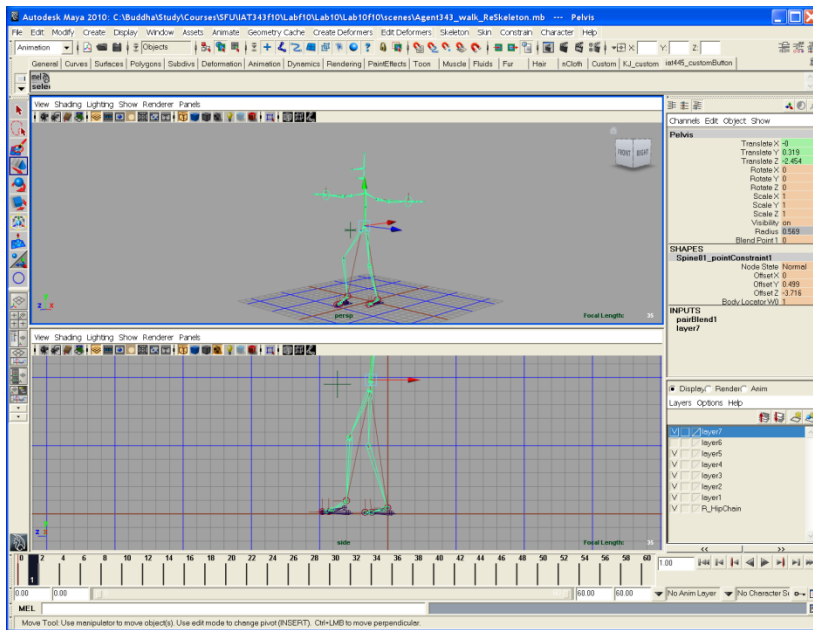 Autodesk Maya 2010: C:\Buddha\Study\Courses\SFU\IAT343f10\Labf10\Lab10\Lab10f10\scenes\Agent343_walk_ReSkeleton.mb --- Pelvis
File Edit Modify Create Display Window Assets Animate Geometry Cache Create Deformers Edit Deformers Skeleton Skin Constrain Character Help
Animation Objects X: Y: Z:
General Curves Surfaces Polygons Subdivs Deformation Animation Dynamics Rendering PaintEffects Toon Muscle Fluids Fur Hair nCloth Custom KJ_custom iat445_customButton
mel
selec
View Shading Lighting Show Renderer Panels
FRONT RIGHT
persp
Focal Length: 35
View Shading Lighting Show Renderer Panels
side
Focal Length: 35
Channels Edit Object Show
Pelvis
Translate X -0
Translate Y 0.319
Translate Z -2.454
Rotate X 0
Rotate Y 0
Rotate Z 0
Scale X 1
Scale Y 1
Scale Z 1
Visibility on
Radius 0.569
Blend Point 1 0
SHAPES
Spine01_pointConstraint1
Node State Normal
Offset X 0
Offset Y 0.499
Offset Z -3.716
Body Locator W0 1
INPUTS
pairBlend1
layer7
Display Render Anim
Layers Options Help
V layer7
layer6
V layer5
V layer4
V layer3
V layer2
V layer1
V R_HipChain
0 2 4 6 8 10 12 14 16 18 20 22 24 26 28 30 32 34 36 38 40 42 44 46 48 50 52 54 56 58 60
1
1.00
0.00 0.00 60.00 60.00 No Anim Layer No Character S
MEL
Move Tool: Use manipulator to move object(s). Use edit mode to change pivot (INSERT). Ctrl+LMB to move perpendicular.